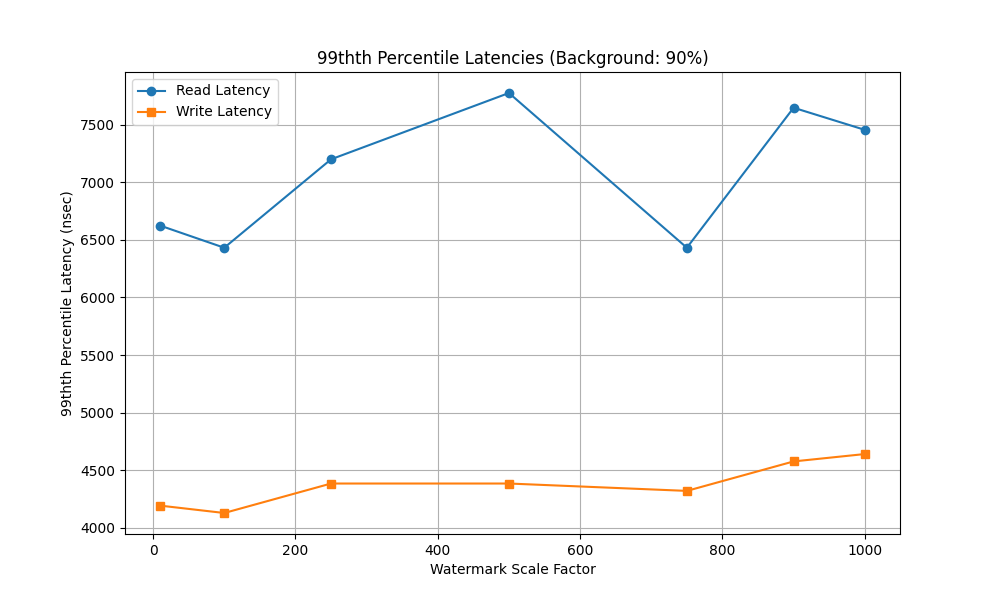 99thth Percentile Latencies (Background: 90%)
Read Latency
Write Latency
99thth Percentile Latency (nsec)
7500
7000
6500
6000
5500
5000
4500
4000
0 200 400 600 800 1000
Watermark Scale Factor